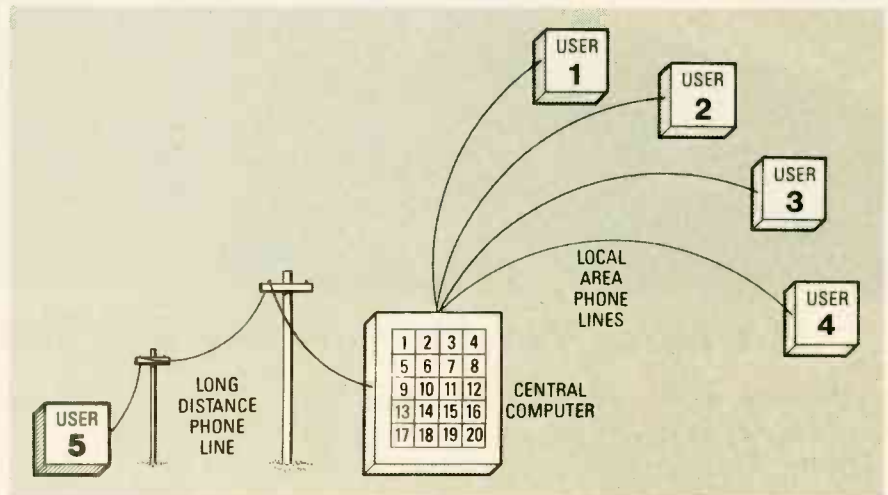 USER
1
USER
2
USER
3
USER
4
LOCAL
AREA
PHONE
LINES
1 2 3 4
5 6 7 8
9 10 11 12
13 14 15 16
17 18 19 20
CENTRAL
COMPUTER
LONG
DISTANCE
PHONE
LINE
USER
5